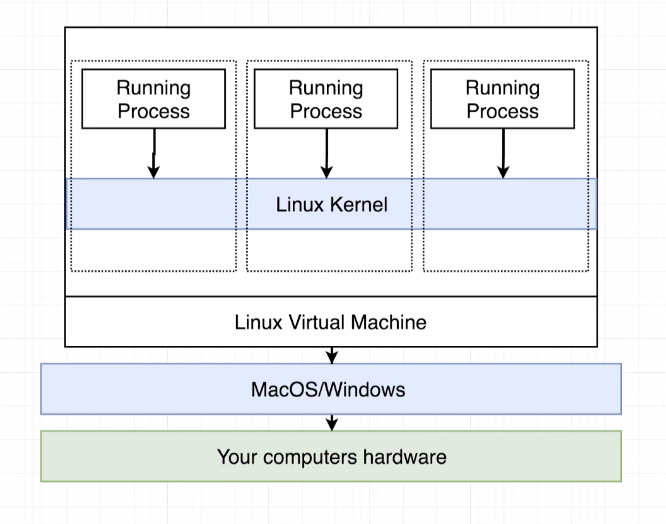 Running
Process
Running
Process
Running
Process
Linux Kernel
Linux Virtual Machine
MacOS/Windows
Your computers hardware